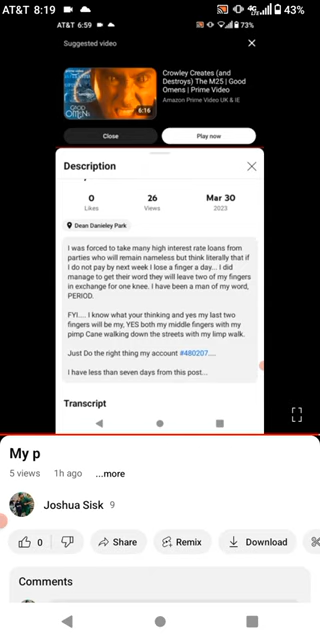 AT&T 8:19
43%
AT&T 6:59
73%
Suggested video
Crowley Creates (and
Destroys) The M25 | Good
Omens | Prime Video
Amazon Prime Video UK & IE
GOOD
OMENS
6:16
Close
Play now
Description
0
26
Mar 30
Likes
Views
2023
Dean Danieley Park
I was forced to take many high interest rate loans from
parties who will remain nameless but think literally that if
I do not pay by next week I lose a finger a day... I did
manage to get their word they will leave two of my fingers
in exchange for one knee. I have been a man of my word,
PERIOD.
FYI.... I know what your thinking and yes my last two
fingers will be my, YES both my middle fingers with my
pimp Cane walking down the streets with my limp walk.
Just Do the right thing my account #480207....
I have less than seven days from this post...
Transcript
My p
5 views 1h ago ...more
Joshua Sisk 9
0
Share
Remix
Download
Comments